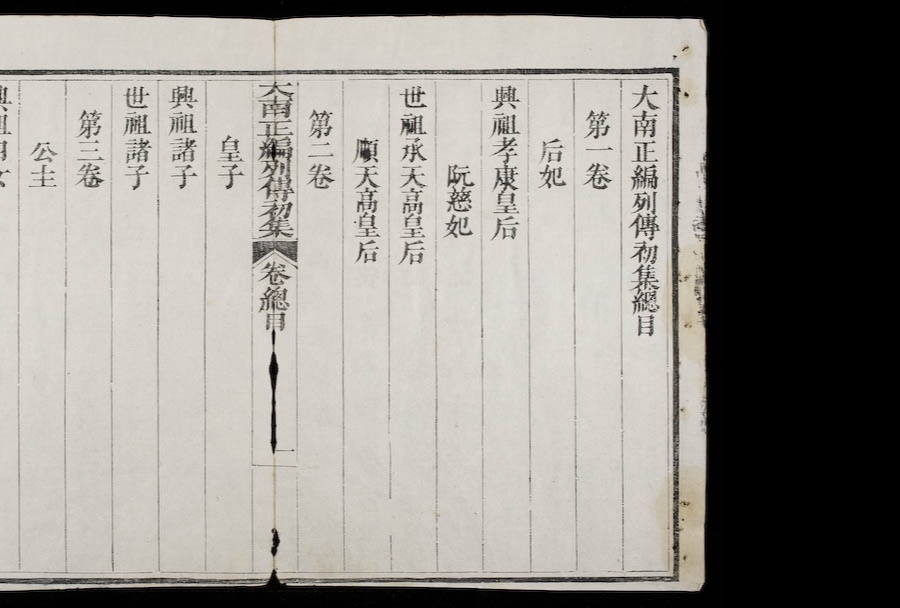 大南正編列傳初集總目
第一卷
后妃
興祖孝康皇后
阮慈妃
世祖承天高皇后
順天高皇后
第二卷
大南正編列傳初集 卷總目 一
皇子
興祖諸子
世祖諸子
第三卷
公主